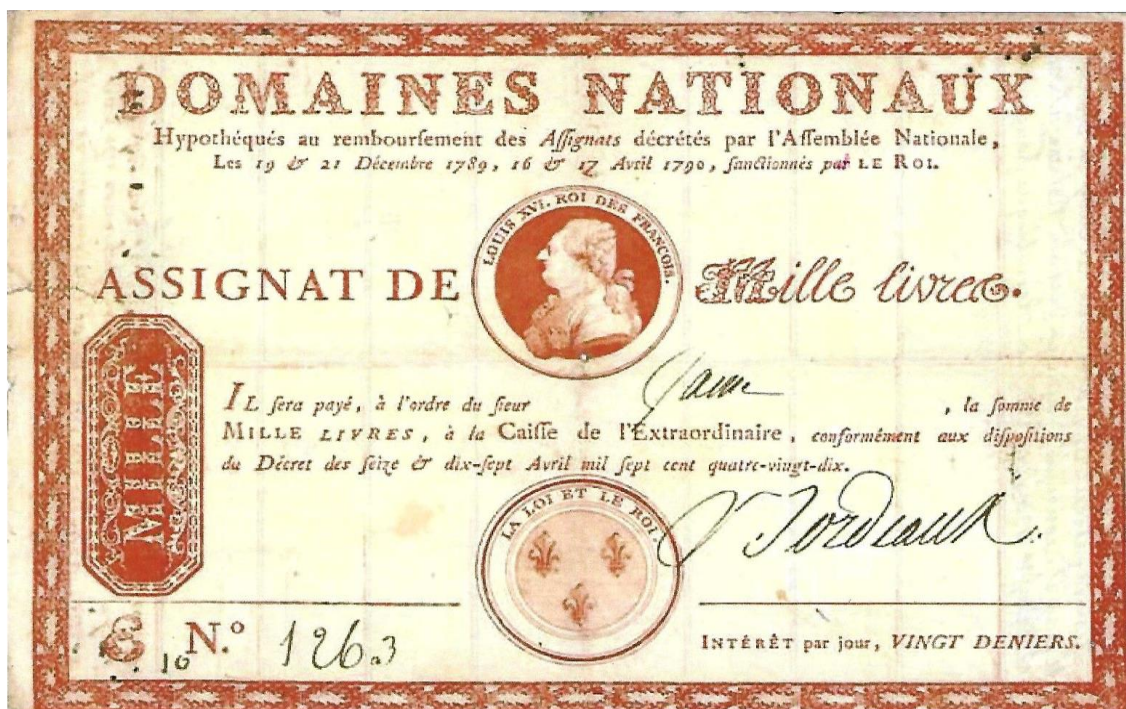 DOMAINES NATIONAUX
Hypothéqués au rembourſement des Aſſignats décrétés par l'Aſſemblée Nationale,
Les 19 & 21 Décembre 1789, 16 & 17 Avril 1790, ſanctionnés par LE ROI.
LOUIS XVI. ROI DES FRANÇOIS.
ASSIGNAT DE Mille livres.
MILLE
IL ſera payé, à l'ordre du ſieur , la ſomme de
MILLE LIVRES, à la Caiſſe de l'Extraordinaire, conformément aux diſpoſitions
du Décret des ſeize & dix-ſept Avril mil ſept cent quatre-vingt-dix.
LA LOI ET LE ROI.
10 N.º 1263
INTÉRÊT par jour, VINGT DENIERS.